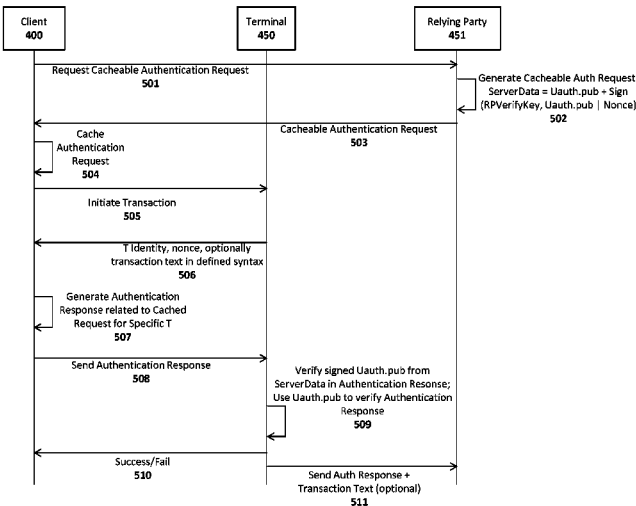 Client
400
Terminal
450
Relying Party
451
Request Cacheable Authentication Request
501
Generate Cacheable Auth Request
ServerData = Uauth.pub + Sign
(RPVerifyKey, Uauth.pub | Nonce)
502
Cacheable Authentication Request
503
Cache
Authentication
Request
504
Initiate Transaction
505
T Identity, nonce, optionally
transaction text in defined syntax
506
Generate Authentication
Response related to Cached
Request for Specific T
507
Send Authentication Response
508
Verify signed Uauth.pub from
ServerData in Authentication Resonse;
Use Uauth.pub to verify Authentication
Response
509
Success/Fail
510
Send Auth Response +
Transaction Text (optional)
511